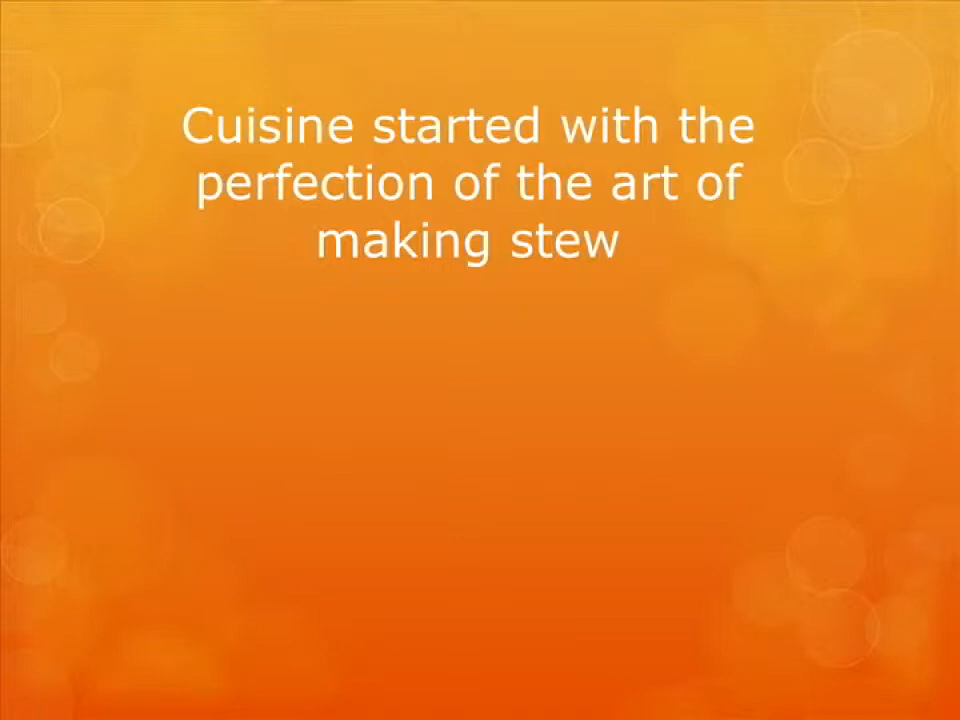 Cuisine started with the
perfection of the art of
making stew